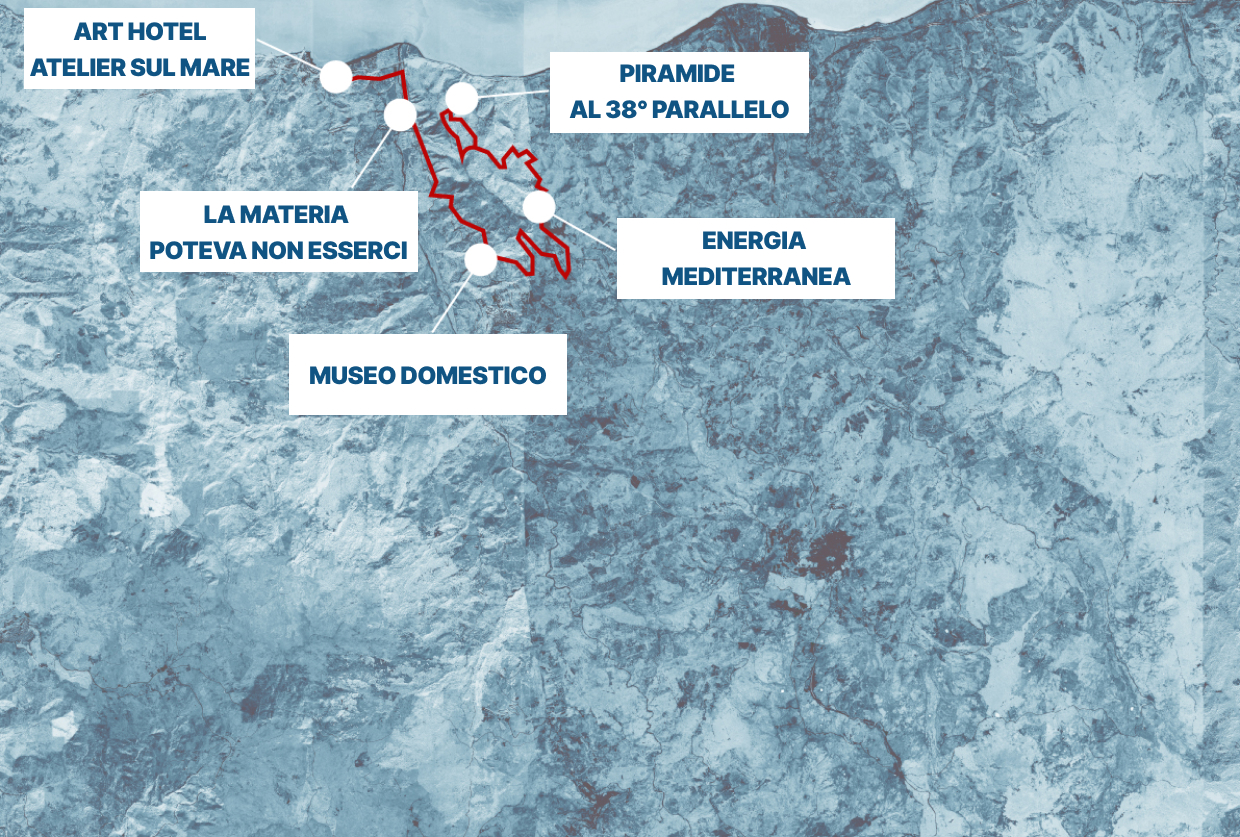 ART HOTEL
ATELIER SUL MARE
PIRAMIDE
AL 38° PARALLELO
LA MATERIA
POTEVA NON ESSERCI
ENERGIA
MEDITERRANEA
MUSEO DOMESTICO